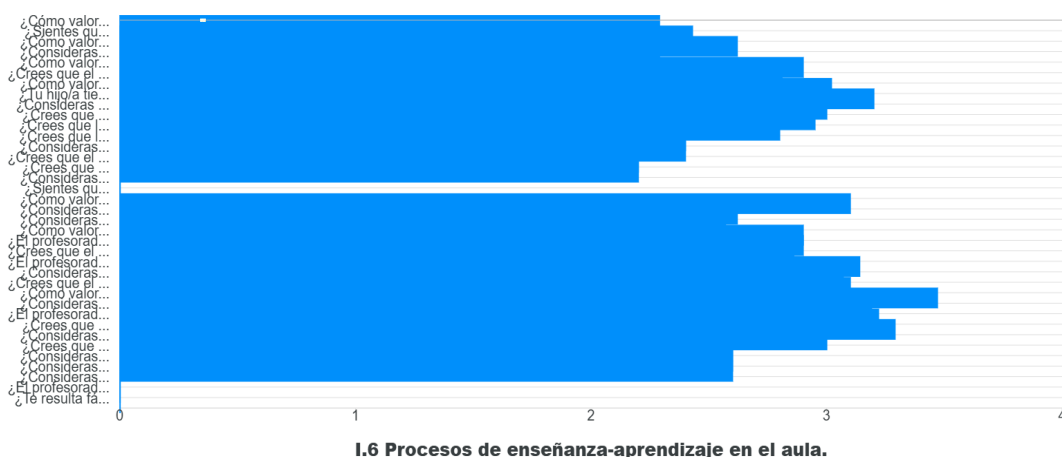 ¿Cómo valor...
¿Sientes qu...
¿Cómo valor...
¿Consideras...
¿Cómo valor...
¿Crees que el ...
¿Cómo valor...
¿Tu hijo/a tie...
¿Consideras ...
¿Crees que ...
¿Crees que l...
¿Crees que l...
¿Consideras...
¿Crees que el ...
¿Crees que ...
¿Consideras...
¿Sientes qu...
¿Cómo valor...
¿Consideras...
¿Consideras...
¿Cómo valor...
¿El profesorad...
¿Crees que el ...
¿El profesorad...
¿Consideras...
¿Crees que el ...
¿Cómo valor...
¿Consideras...
¿El profesorad...
¿Crees que ...
¿Consideras...
¿Crees que ...
¿Consideras...
¿Consideras...
¿Consideras...
¿El profesorad...
¿Te resulta fá...
0 1 2 3 4
I.6 Procesos de enseñanza-aprendizaje en el aula.